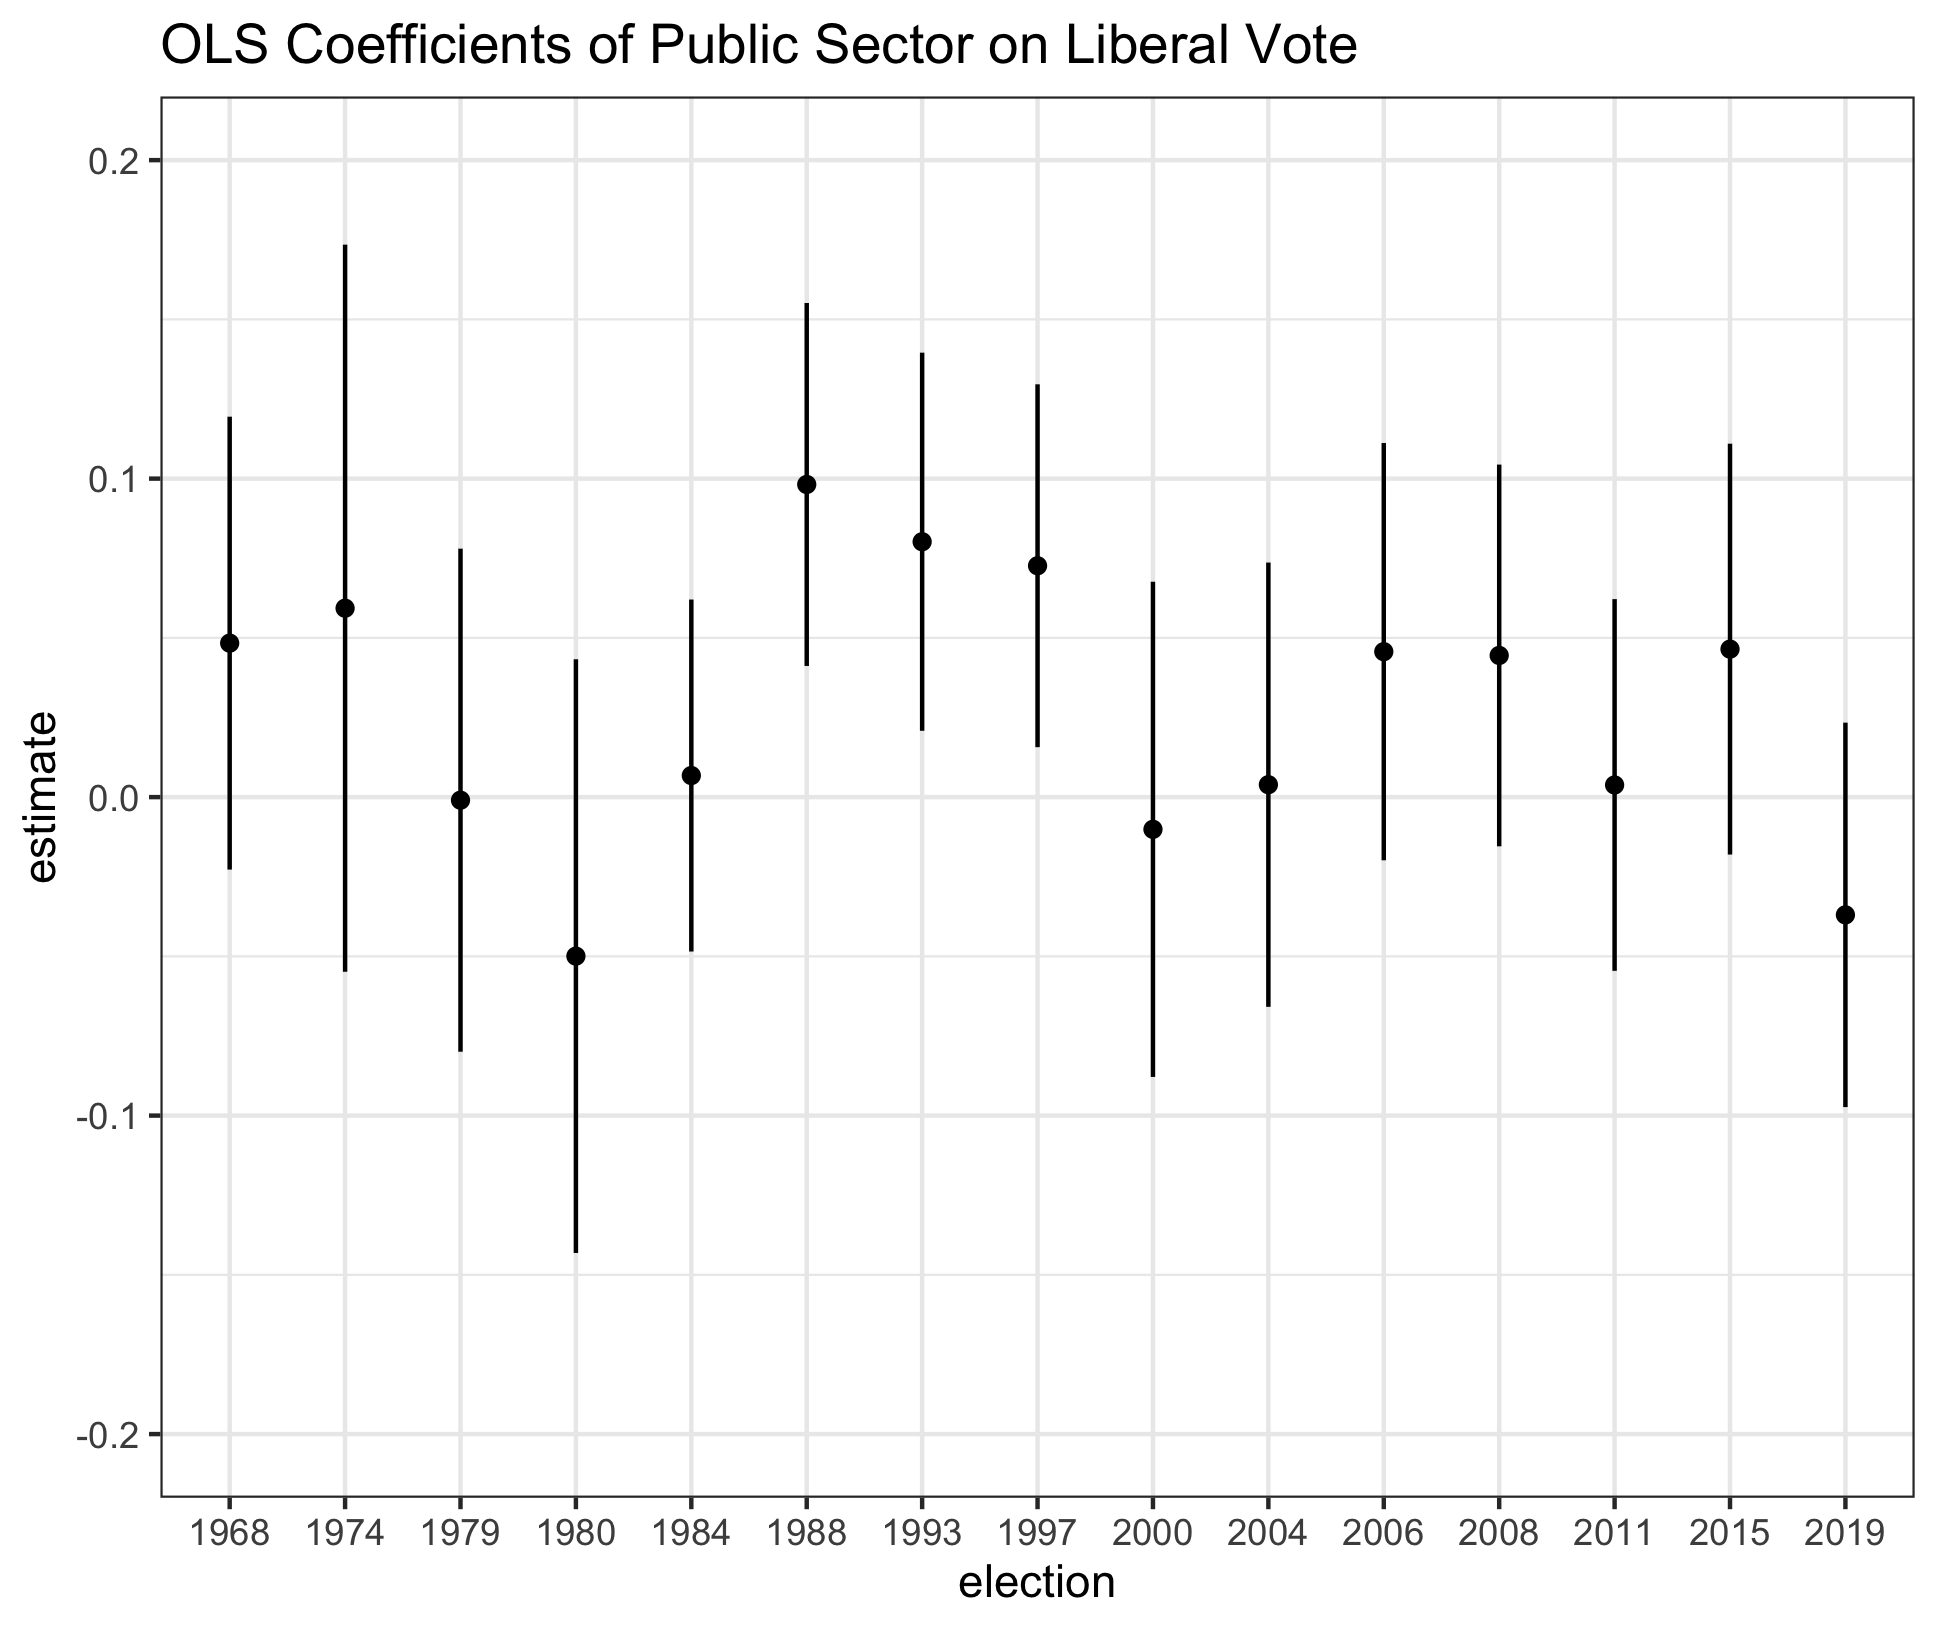 OLS Coefficients of Public Sector on Liberal Vote
0.2
0.1
0.0
-0.1
-0.2
estimate
1968 1974 1979 1980 1984 1988 1993 1997 2000 2004 2006 2008 2011 2015 2019
election